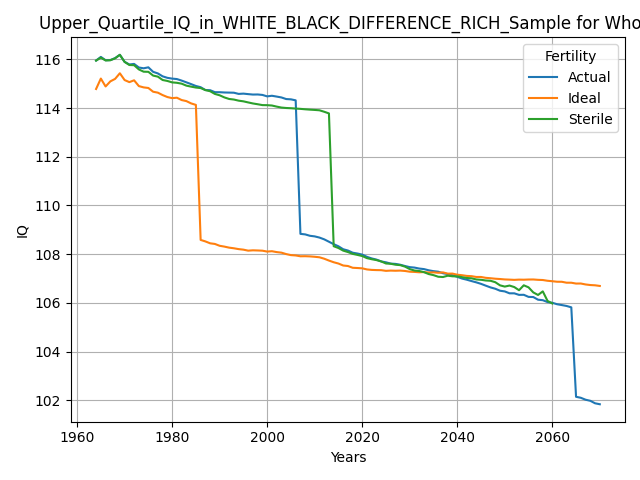 Upper_Quartile_IQ_in_WHITE_BLACK_DIFFERENCE_RICH_Sample for Who
Fertility
Actual
Ideal
Sterile
116
114
112
110
108
106
104
102
IQ
1960
1980
2000
2020
2040
2060
Years